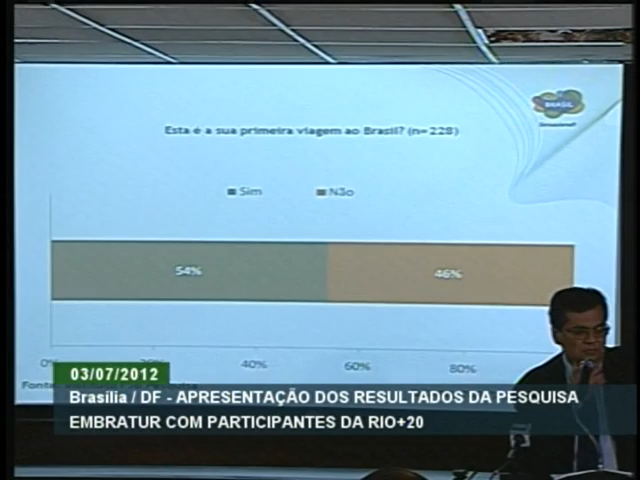 BRASIL
Esta é a sua primeira viagem ao Brasil? (n=228)
Sim Não
54% 46%
40% 60% 80%
03/07/2012
Brasília / DF - APRESENTAÇÃO DOS RESULTADOS DA PESQUISA
EMBRATUR COM PARTICIPANTES DA RIO+20